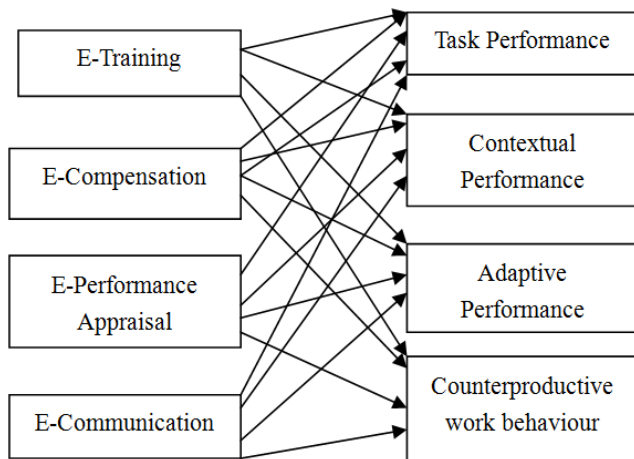 E-Training
E-Compensation
E-Performance
Appraisal
E-Communication
Task Performance
Contextual
Performance
Adaptive
Performance
Counterproductive
work behaviour